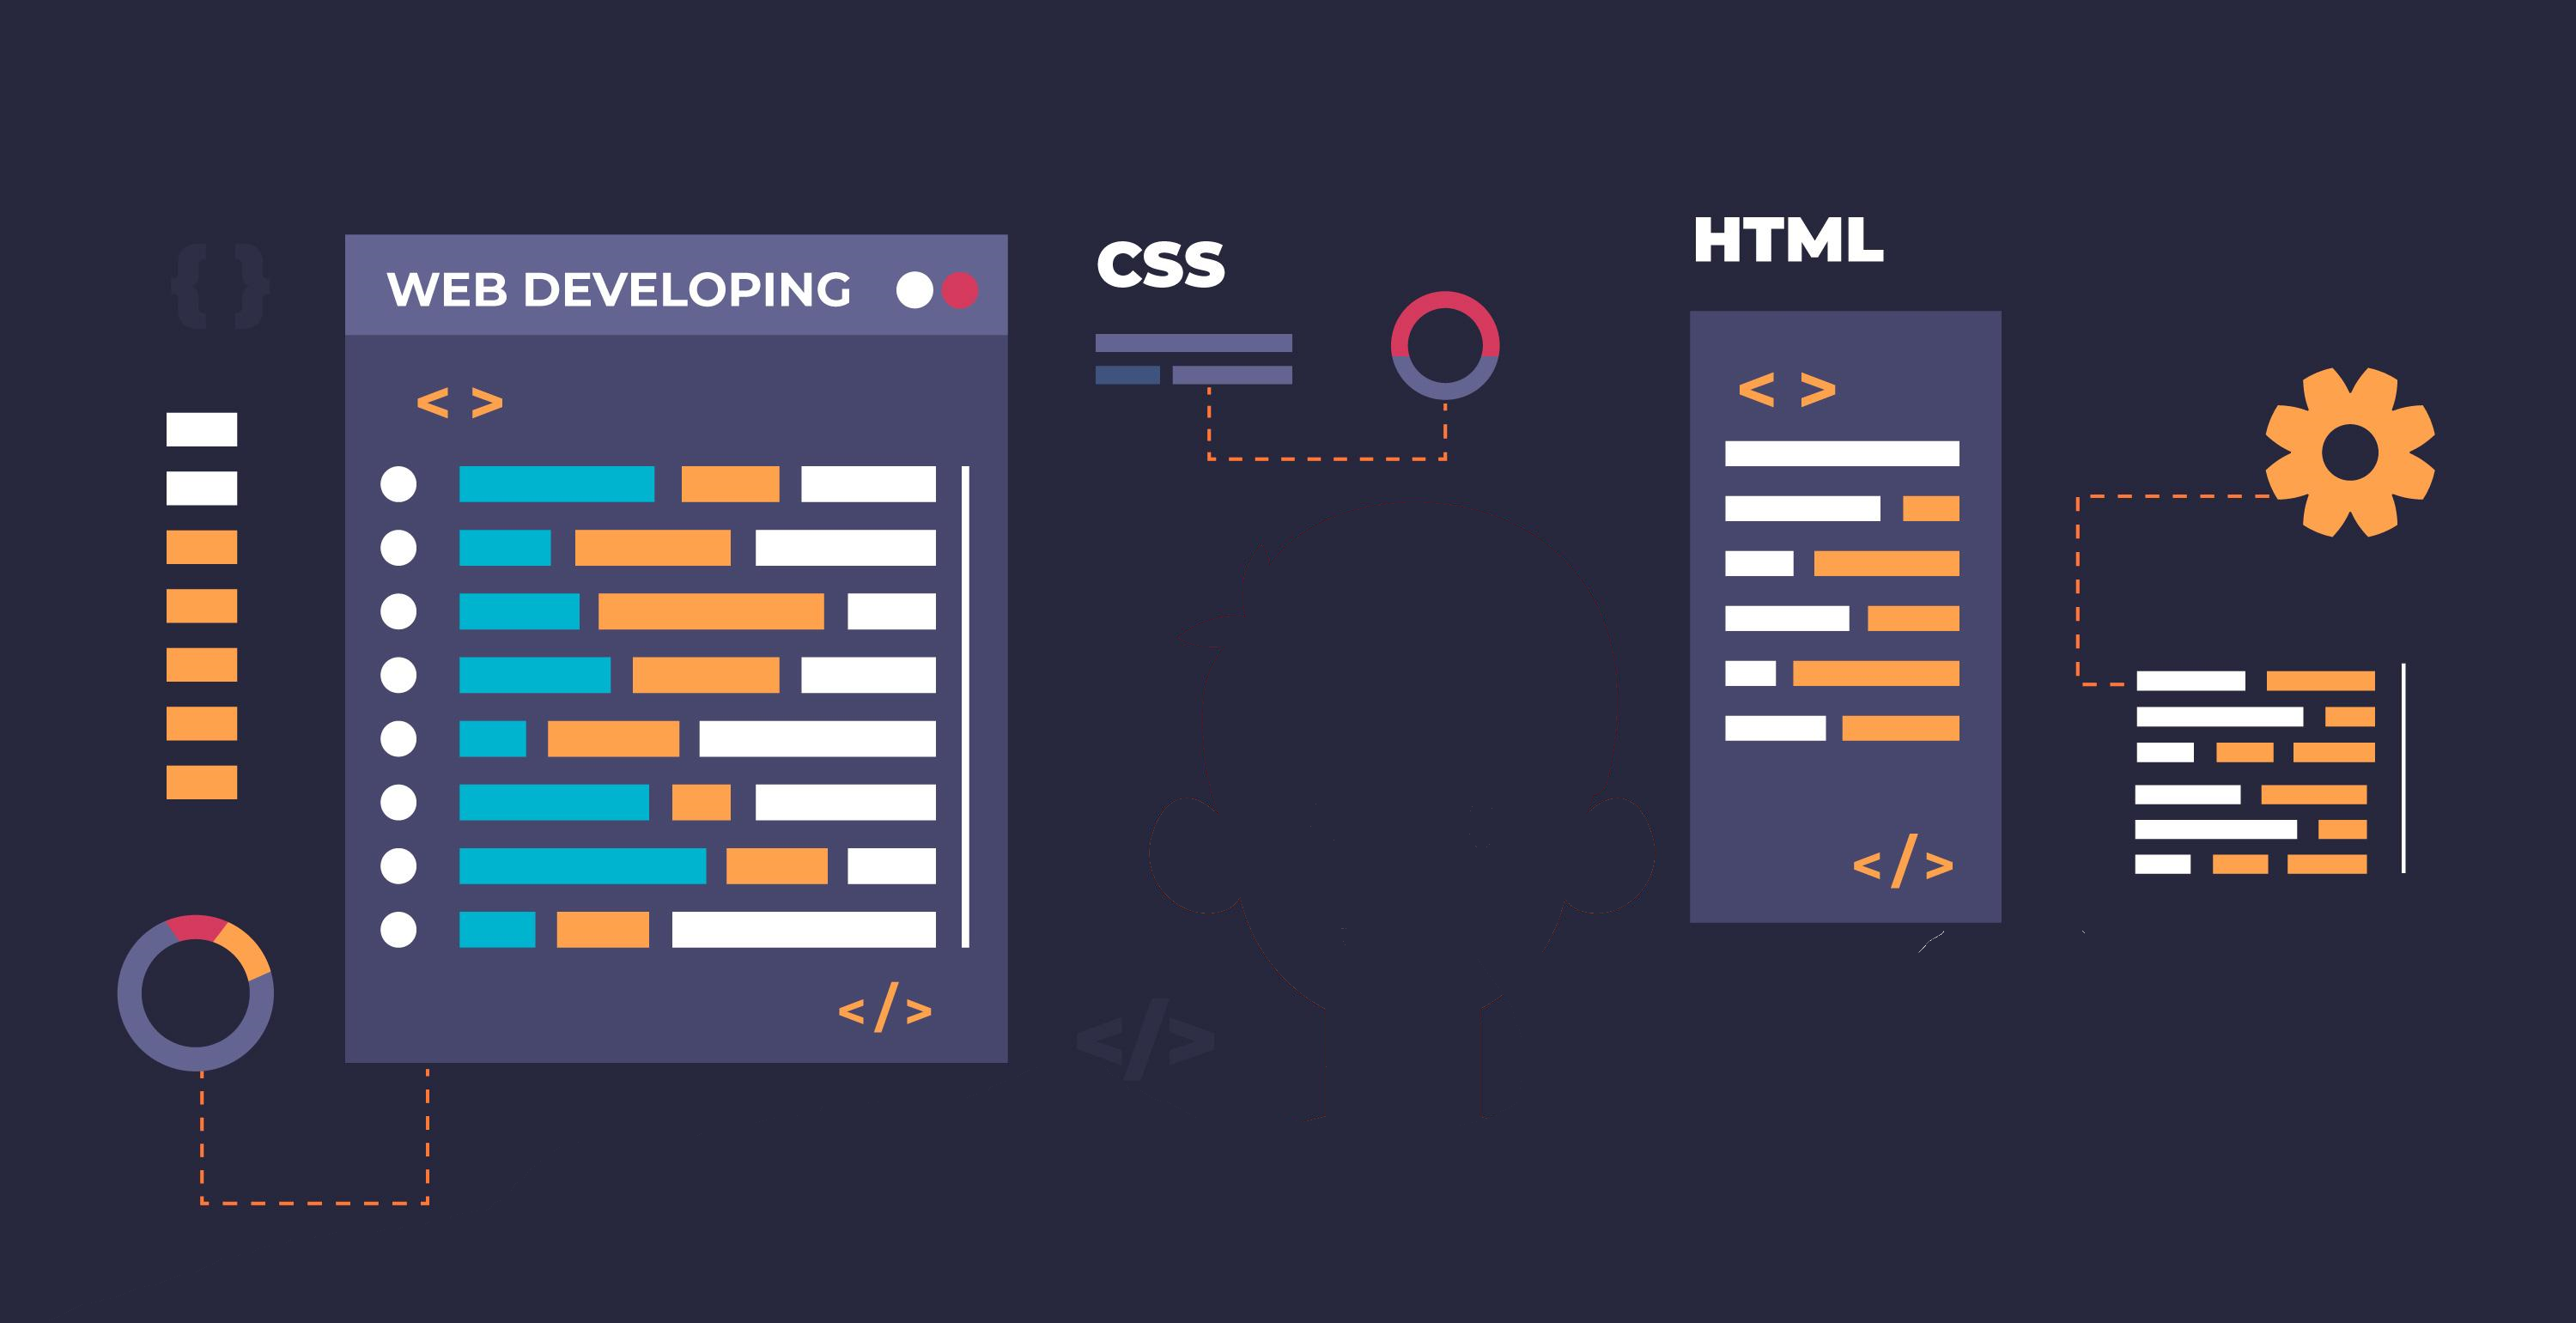 { }
WEB DEVELOPING
< >
</>
CSS
</>
HTML
< >
</>